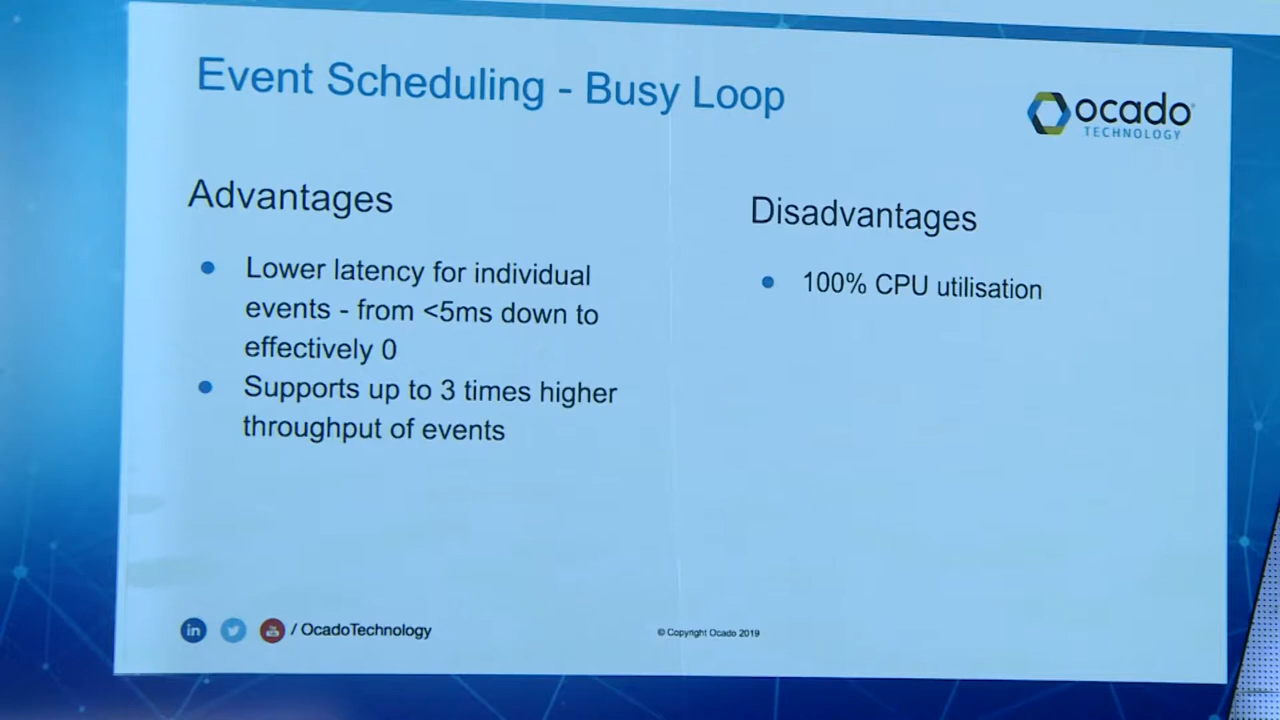 Event Scheduling - Busy Loop
ocado
TECHNOLOGY
Advantages
● Lower latency for individual
events - from <5ms down to
effectively 0
● Supports up to 3 times higher
throughput of events
Disadvantages
● 100% CPU utilisation
in
/ OcadoTechnology
© Copyright Ocado 2019